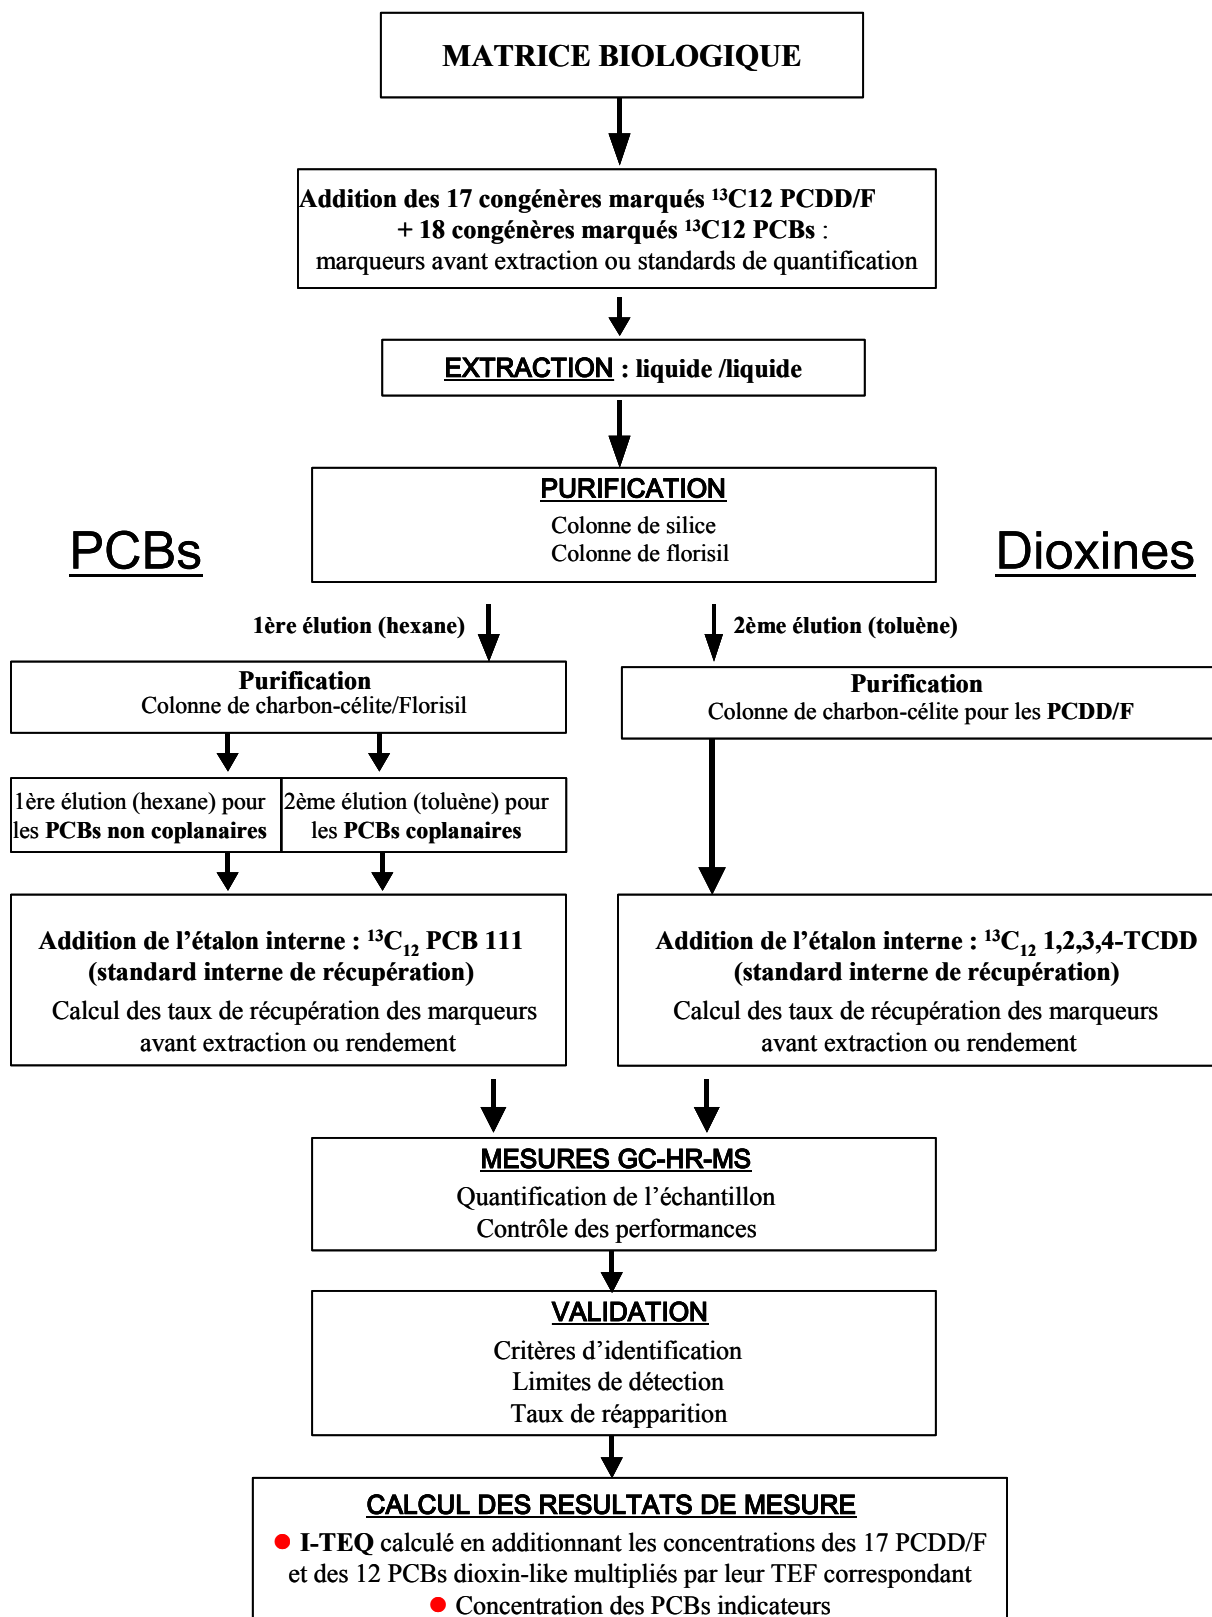 MATRICE BIOLOGIQUE
Addition des 17 congénères marqués ¹³C12 PCDD/F
+ 18 congénères marqués ¹³C12 PCBs :
marqueurs avant extraction ou standards de quantification
EXTRACTION : liquide /liquide
PURIFICATION
Colonne de silice
Colonne de florisil
PCBs
Dioxines
1ère élution (hexane)
2ème élution (toluène)
Purification
Colonne de charbon-célite/Florisil
Purification
Colonne de charbon-célite pour les PCDD/F
1ère élution (hexane) pour
les PCBs non coplanaires
2ème élution (toluène) pour
les PCBs coplanaires
Addition de l’étalon interne : ¹³C₁₂ PCB 111
(standard interne de récupération)
Calcul des taux de récupération des marqueurs
avant extraction ou rendement
Addition de l’étalon interne : ¹³C₁₂ 1,2,3,4-TCDD
(standard interne de récupération)
Calcul des taux de récupération des marqueurs
avant extraction ou rendement
MESURES GC-HR-MS
Quantification de l’échantillon
Contrôle des performances
VALIDATION
Critères d’identification
Limites de détection
Taux de réapparition
CALCUL DES RESULTATS DE MESURE
● I-TEQ calculé en additionnant les concentrations des 17 PCDD/F
et des 12 PCBs dioxin-like multipliés par leur TEF correspondant
● Concentration des PCBs indicateurs